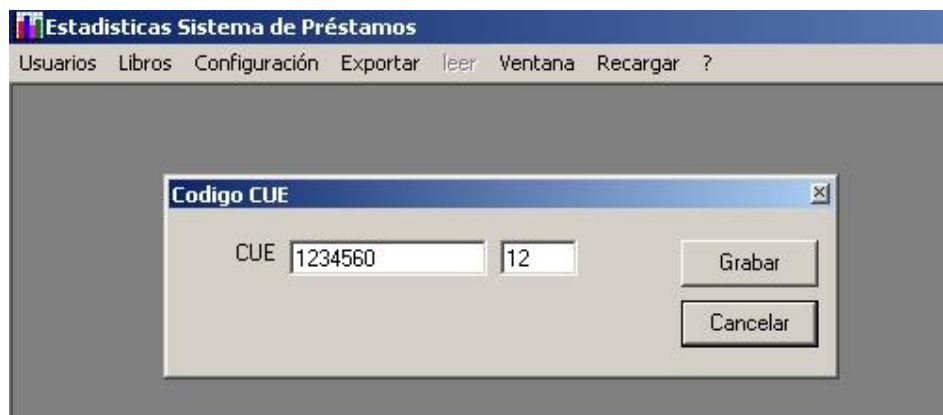 Estadisticas Sistema de Préstamos
Usuarios Libros Configuración Exportar leer Ventana Recargar ?
Codigo CUE
CUE 1234560 12 Grabar
Cancelar